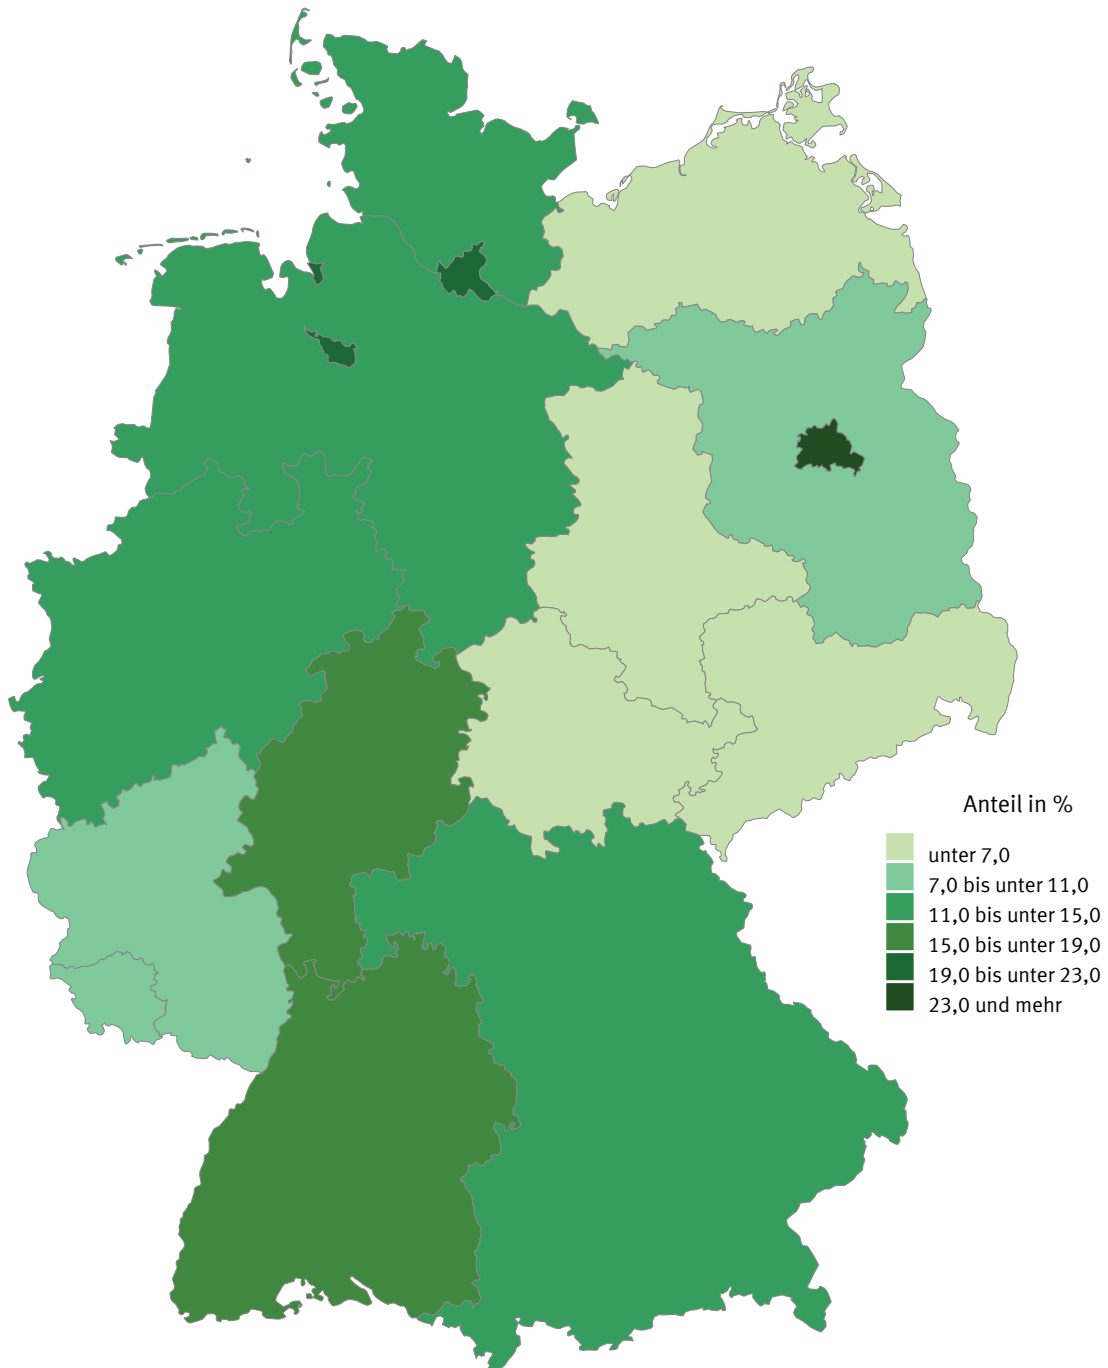 Anteil in %
unter 7,0
7,0 bis unter 11,0
11,0 bis unter 15,0
15,0 bis unter 19,0
19,0 bis unter 23,0
23,0 und mehr